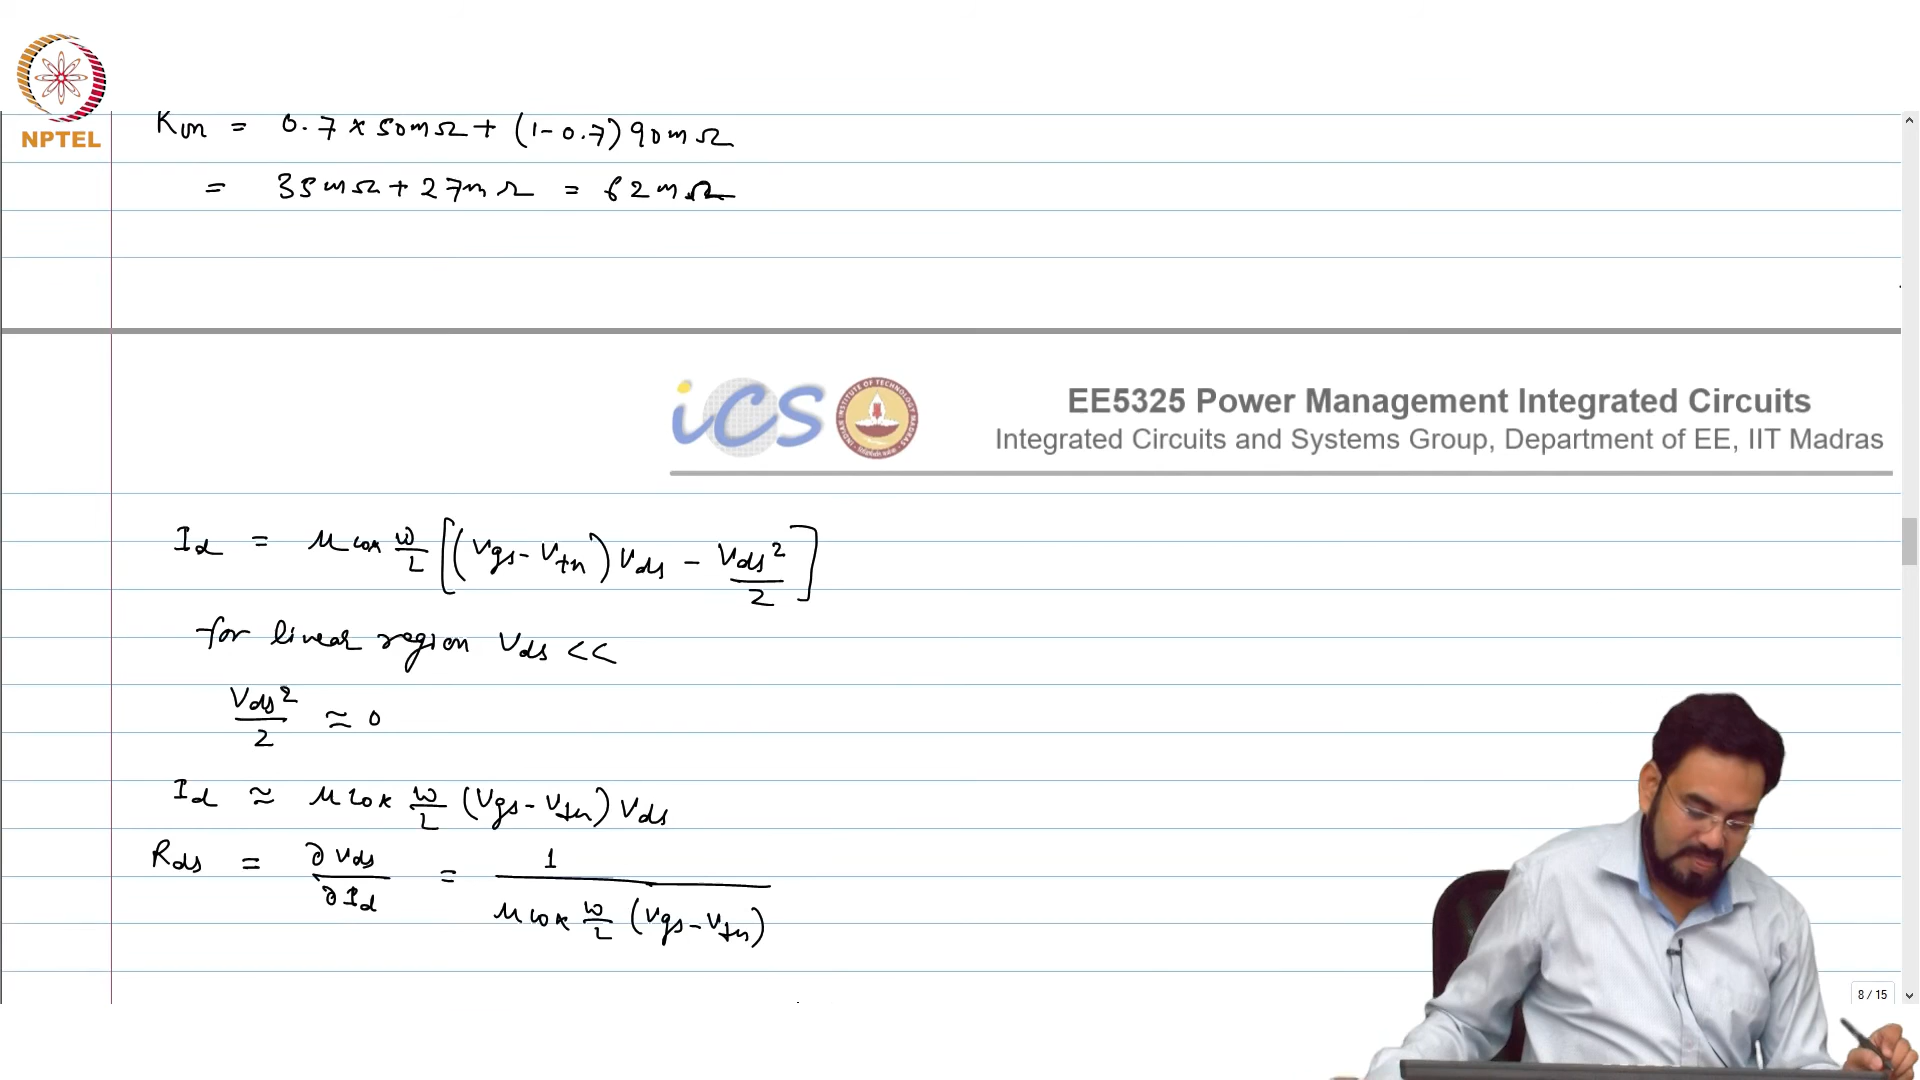 NPTEL
Ron = 0.7 × 50mΩ + (1-0.7) 90mΩ
= 35mΩ + 27mΩ = 62mΩ
ics
EE5325 Power Management Integrated Circuits
Integrated Circuits and Systems Group, Department of EE, IIT Madras
Id = μCox W/L [(Vgs - Vtn) Vds - Vds²/2]
for linear region Vds <<
Vds²/2 ≈ 0
Id ≈ μCox W/L (Vgs - Vtn) Vds
Rds = ∂Vds/∂Id = 1/(μCox W/L (Vgs - Vtn))
8 / 15